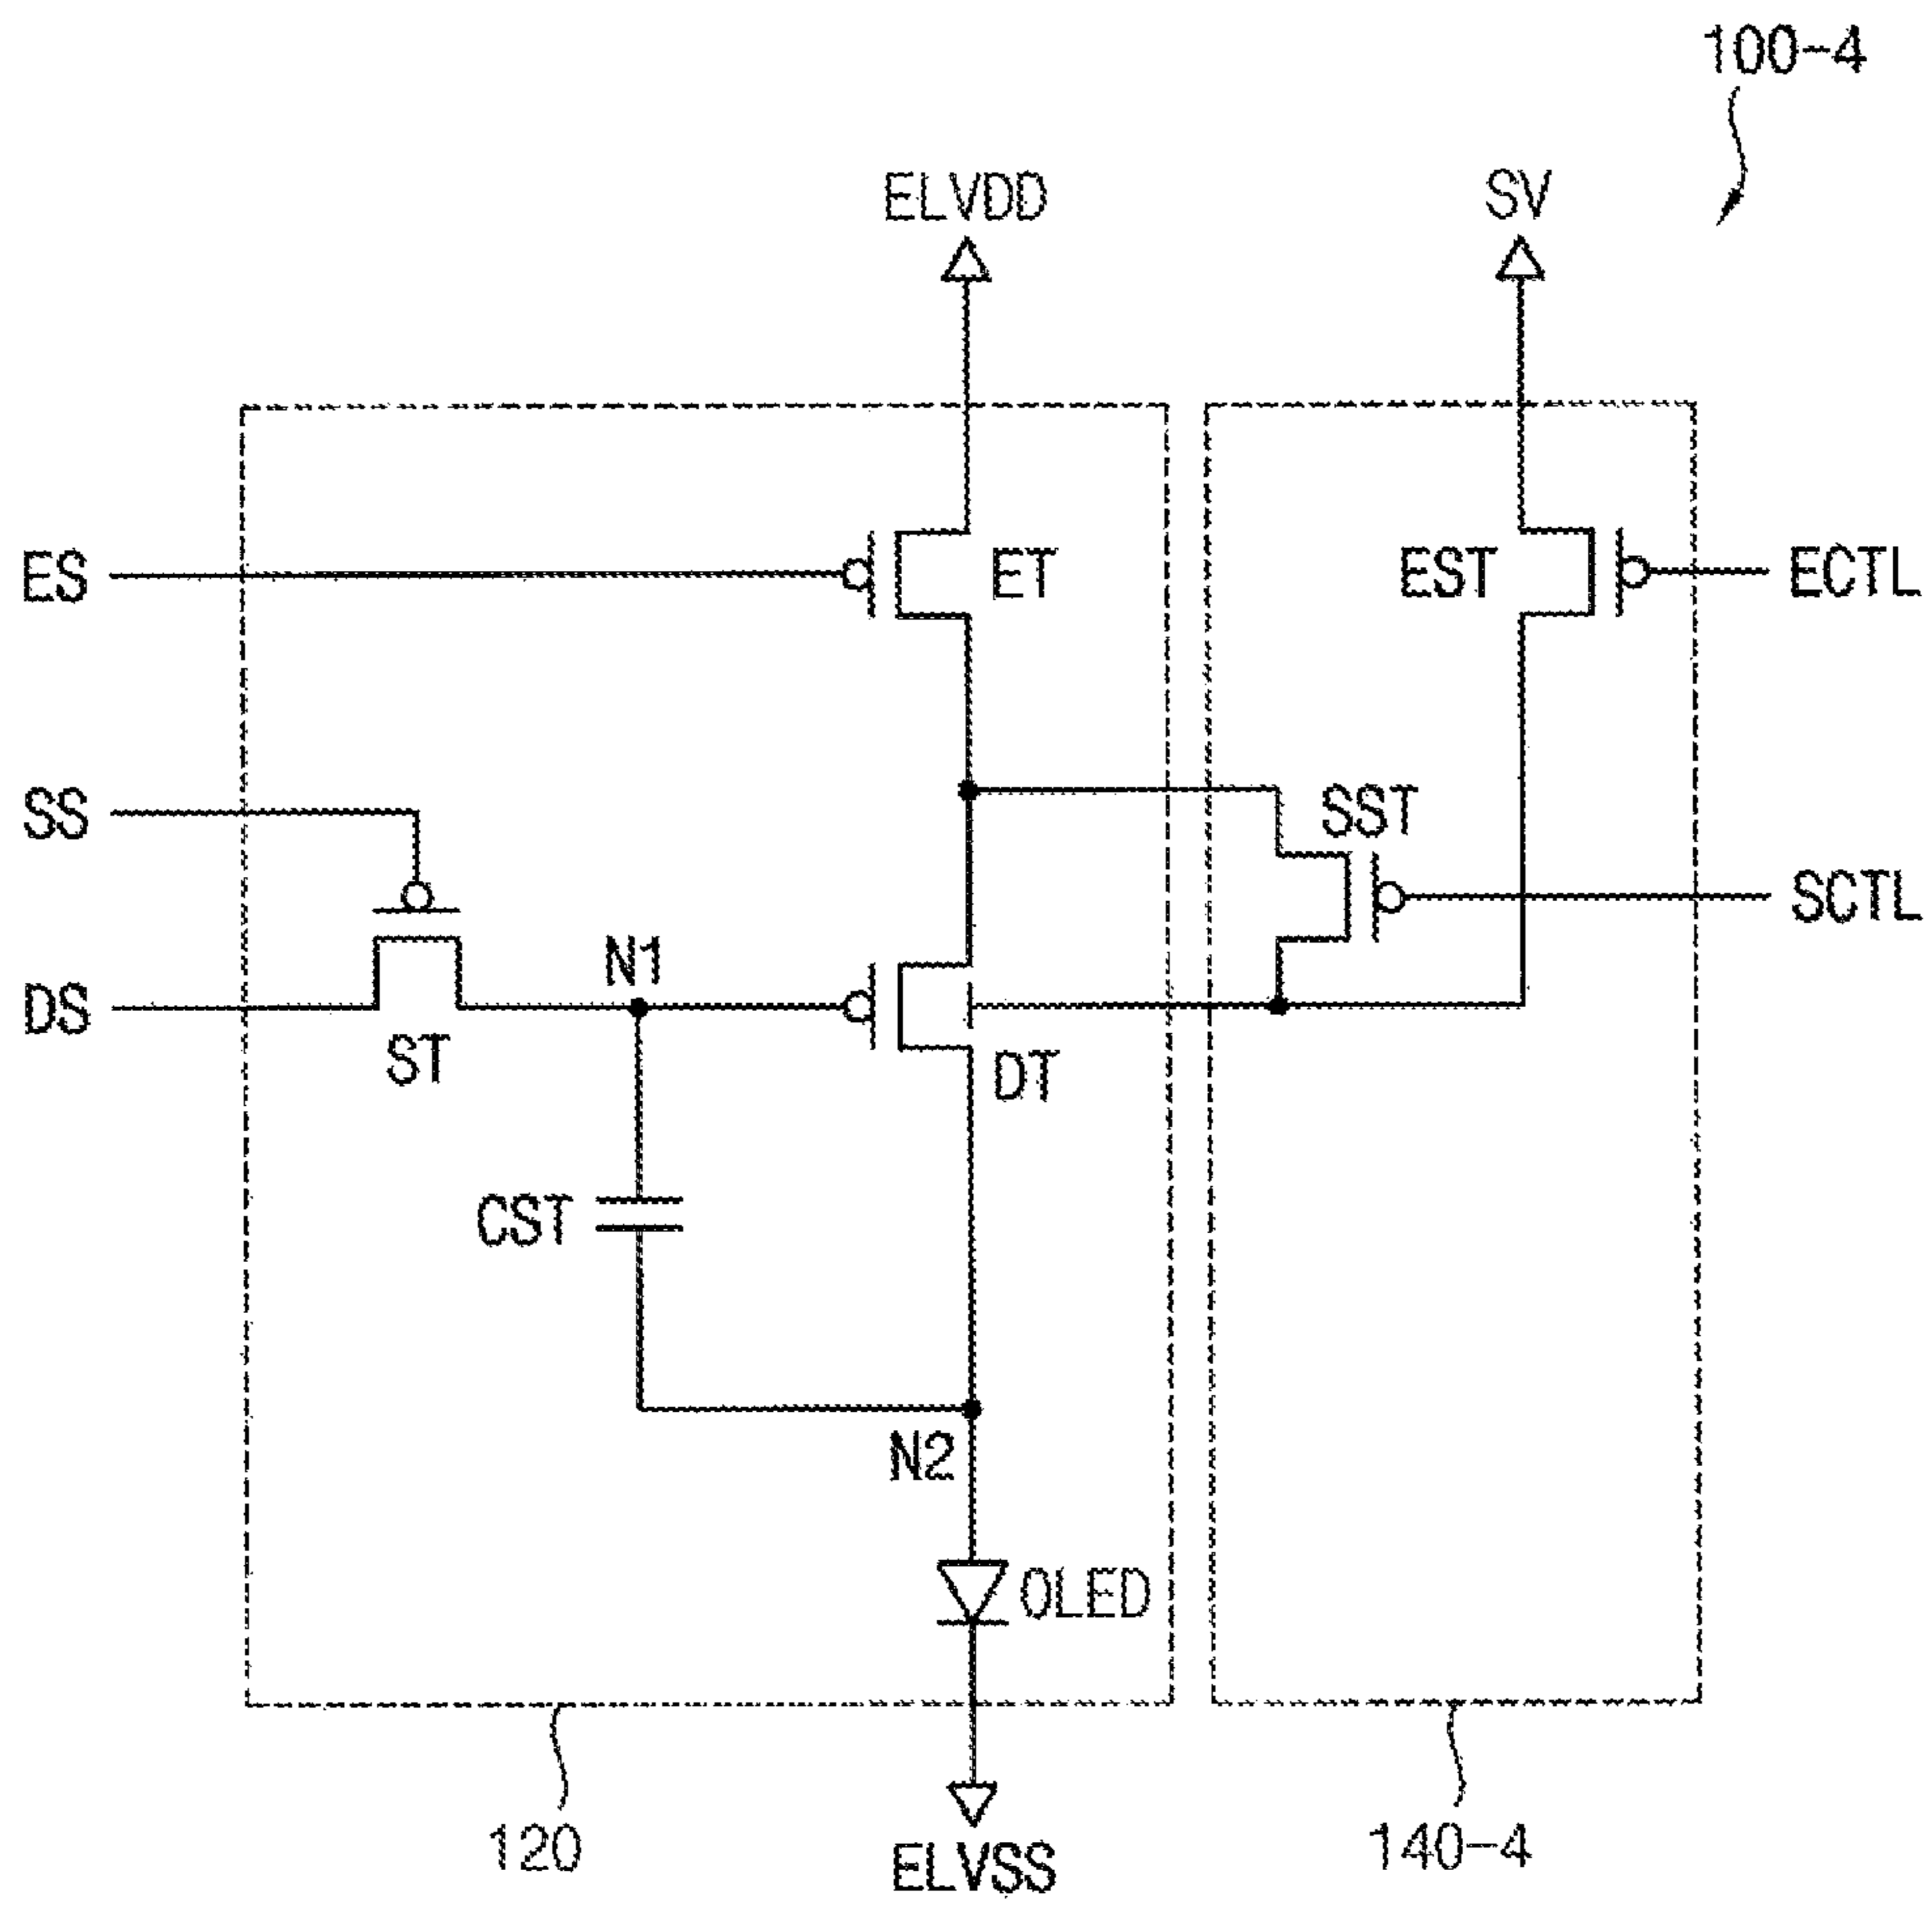 100-4
ELVDD
SV
ES
ET
EST
ECTL
SS
SST
SCTL
N1
DS
ST
DT
CST
N2
OLED
120
ELVSS
140-4